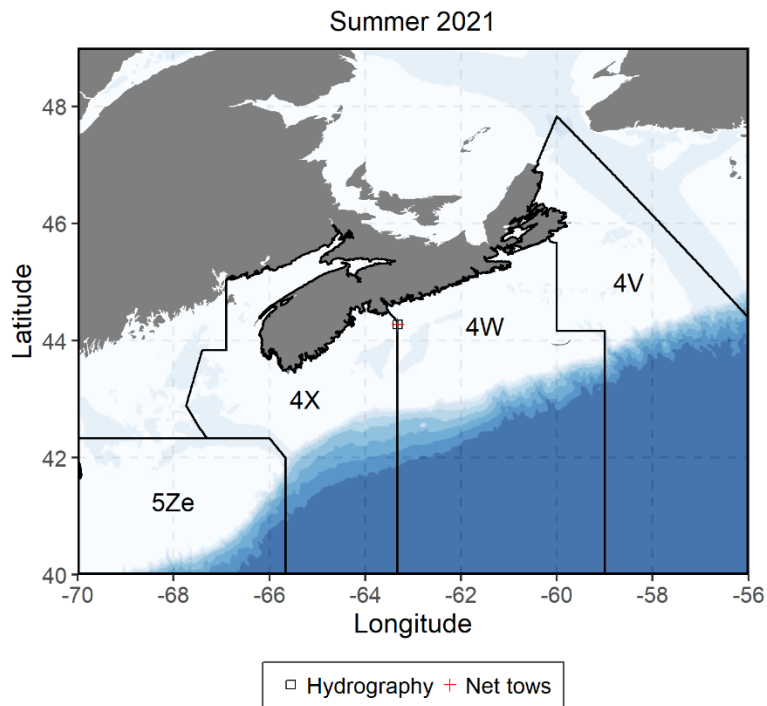 Summer 2021
48
46
44
42
40
Latitude
4V
4W
4X
5Ze
-70 -68 -66 -64 -62 -60 -58 -56
Longitude
Hydrography Net tows